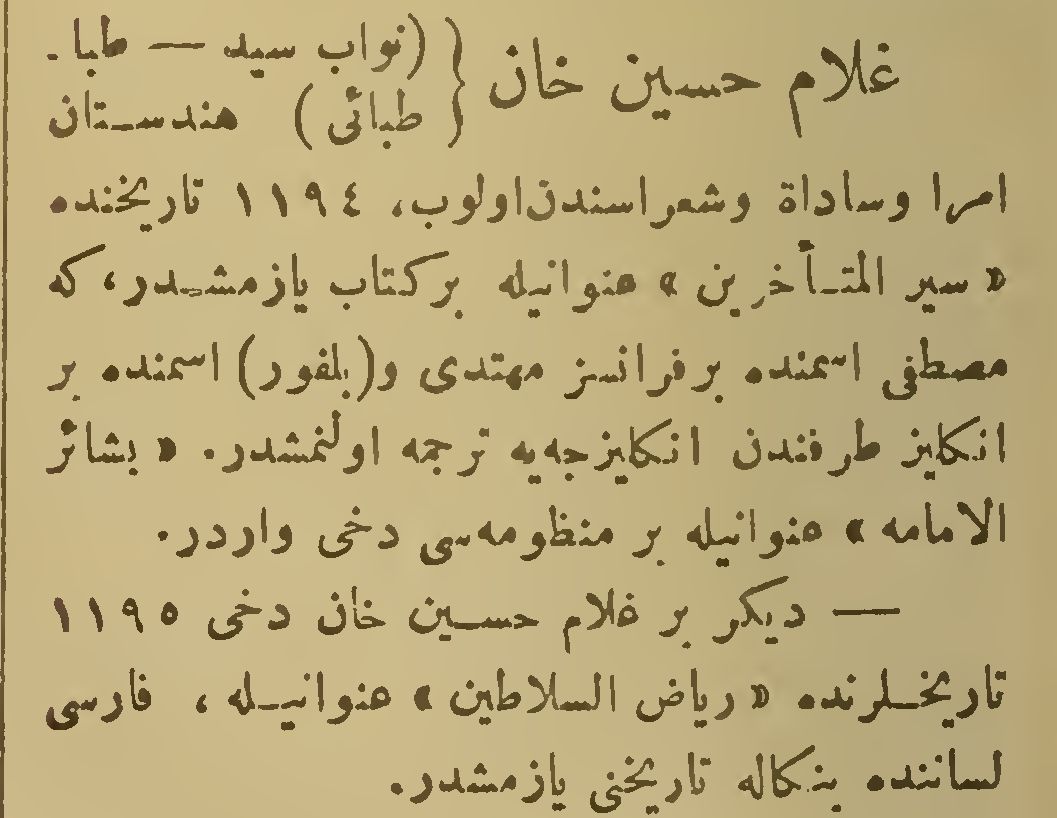 غلام حسین خان { (نواب سید — طبا-
طبائی) هندستان
امرا وساداة وشعراسندن اولوب، ١١٩٤ تاریخنده
« سیر المتأخرین » عنوانیله برکتاب یازمشدر، که
مصطفی اسمنده برفرانسز مهتدی و(بلفور) اسمنده بر
انکلیز طرفندن انکلیزجه‌یه ترجمه اولنمشدر. « بشائر
الامامه » عنوانیله بر منظومه‌سی دخی واردر.
— دیکر بر غلام حسین خان دخی ١١٩٥
تاریخلرنده « ریاض السلاطین » عنوانیله ، فارسی
لساننده بنکاله تاریخنی یازمشدر.